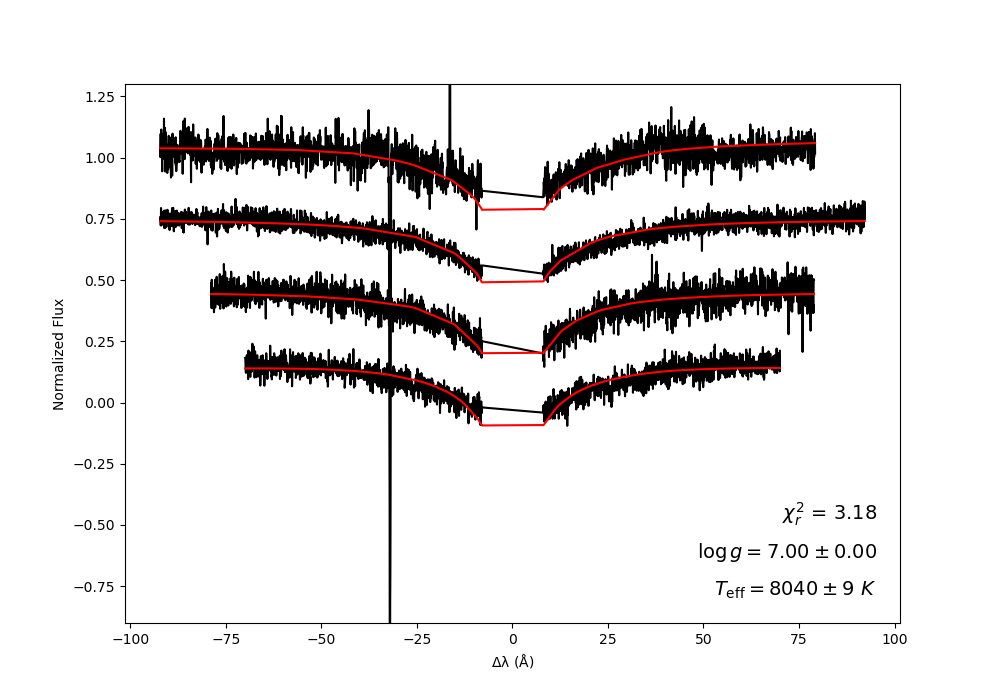 1.25
1.00
0.75
0.50
0.25
0.00
−0.25
−0.50
−0.75
Normalized Flux
χ²ᵣ = 3.18
log g = 7.00 ± 0.00
T_eff = 8040 ± 9 K
−100 −75 −50 −25 0 25 50 75 100
Δλ (Å)